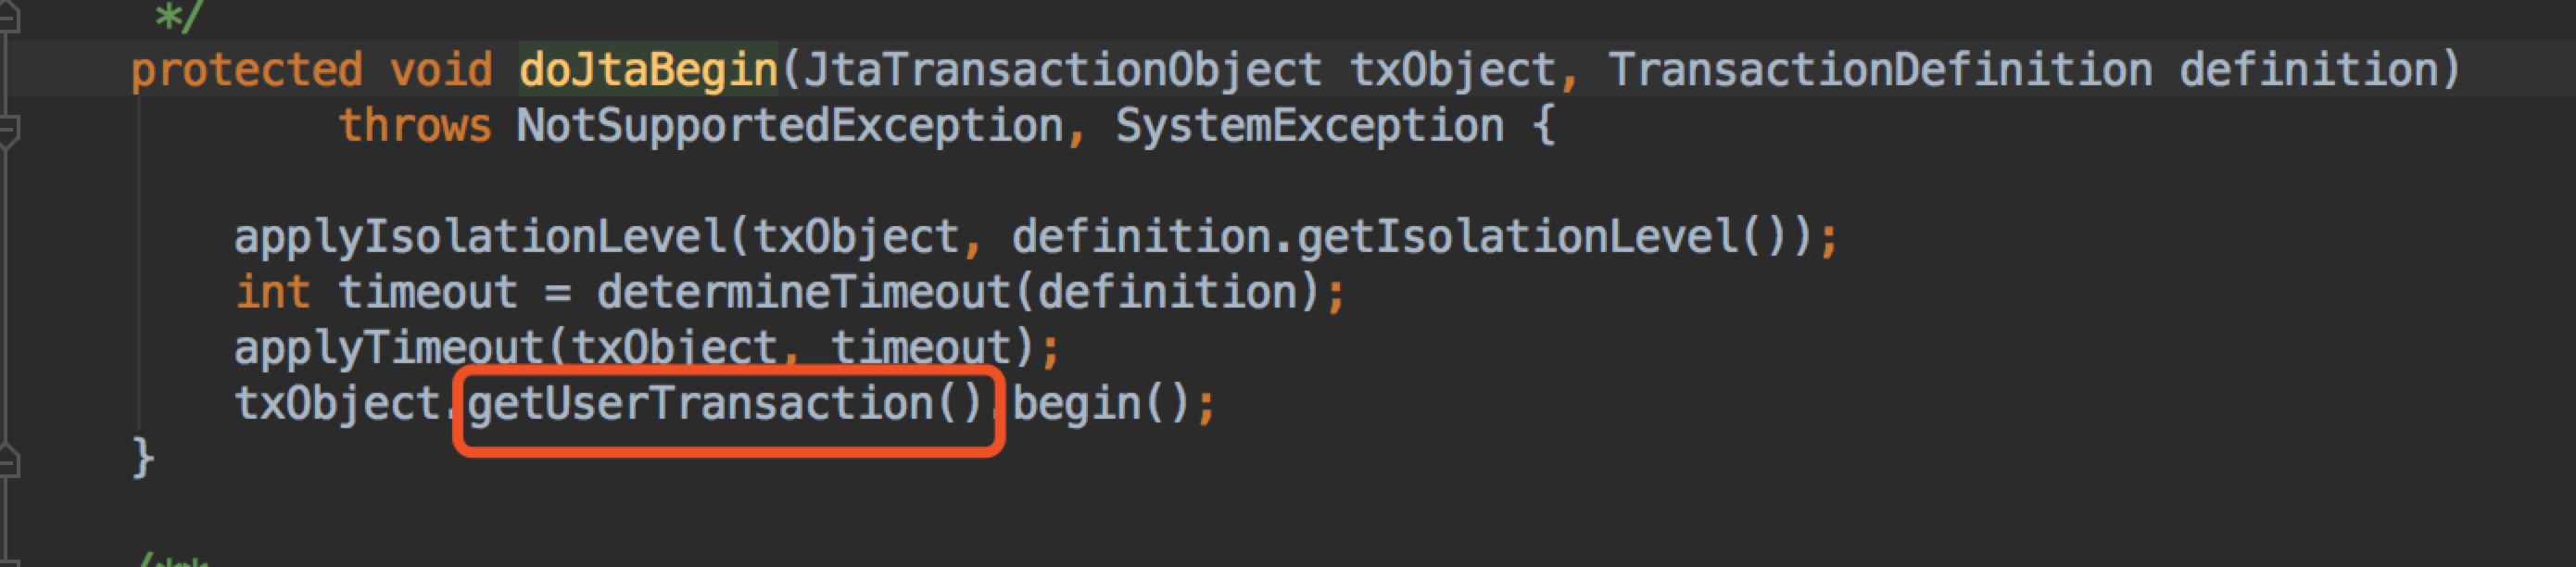 */
protected void doJtaBegin(JtaTransactionObject txObject, TransactionDefinition definition)
throws NotSupportedException, SystemException {
applyIsolationLevel(txObject, definition.getIsolationLevel());
int timeout = determineTimeout(definition);
applyTimeout(txObject, timeout);
txObject.getUserTransaction().begin();
}
/**